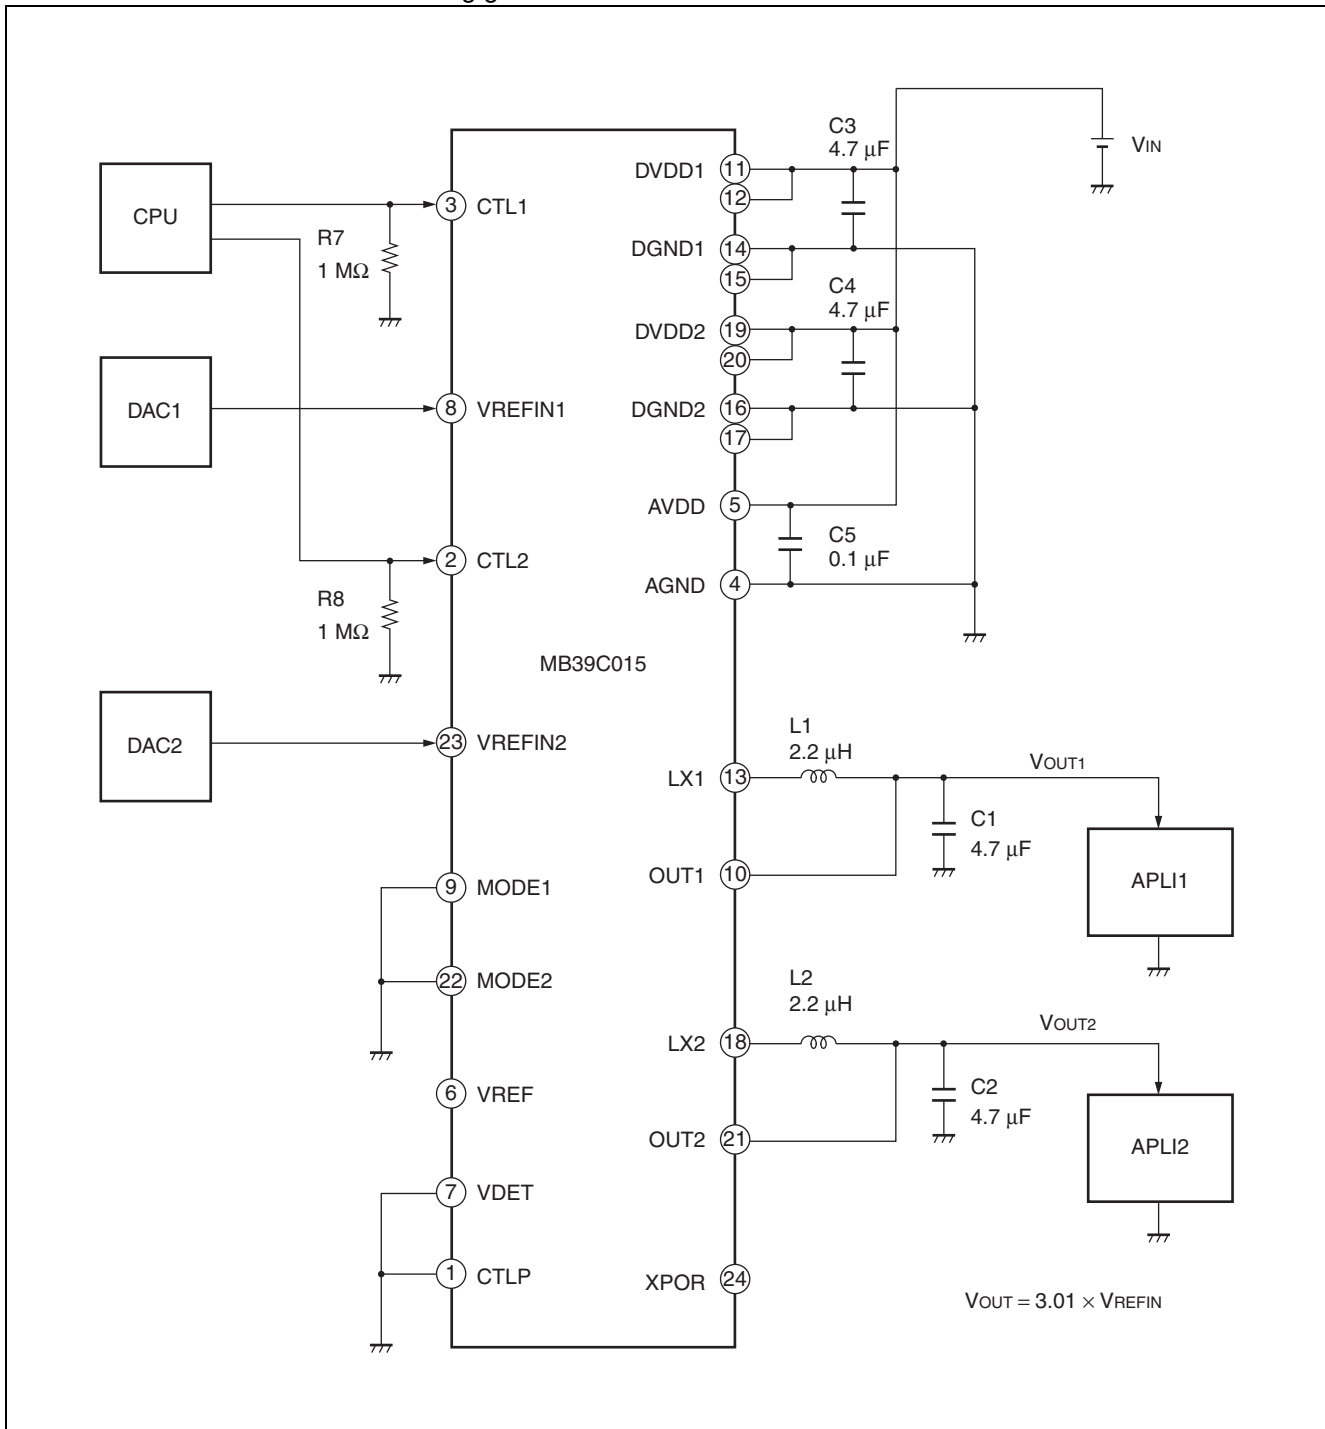 CPU
R7
1 MΩ
3 CTL1
DAC1
8 VREFIN1
2 CTL2
R8
1 MΩ
MB39C015
DAC2
23 VREFIN2
9 MODE1
22 MODE2
6 VREF
7 VDET
1 CTLP
DVDD1 11
12
C3
4.7 μF
VIN
DGND1 14
15
C4
4.7 μF
DVDD2 19
20
DGND2 16
17
AVDD 5
C5
0.1 μF
AGND 4
L1
2.2 μH
LX1 13
VOUT1
C1
4.7 μF
OUT1 10
APLI1
L2
2.2 μH
LX2 18
VOUT2
C2
4.7 μF
OUT2 21
APLI2
XPOR 24
VOUT = 3.01 × VREFIN